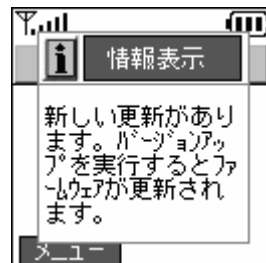 情報表示
新しい更新があり
ます。ﾊﾞｰｼﾞｮﾝｱｯ
ﾌﾟを実行するとﾌｧ
ｰﾑｳｪｱが更新され
ます。
メニュー